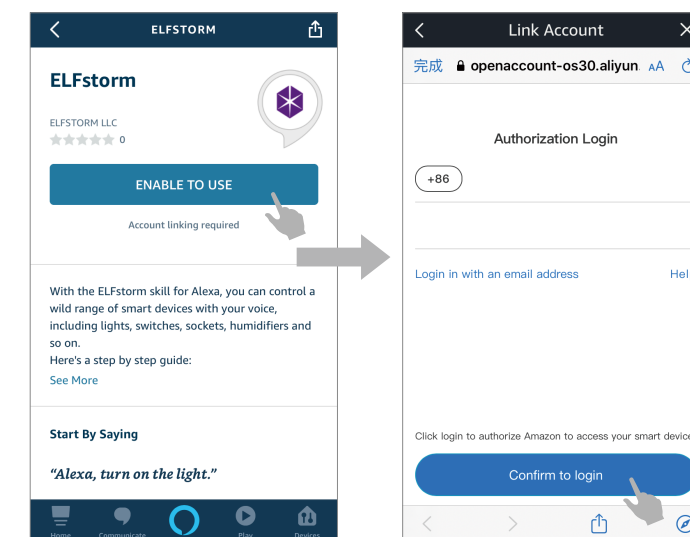 ELFSTORM
ELFstorm
ELFSTORM LLC
0
ENABLE TO USE
Account linking required
With the ELFstorm skill for Alexa, you can control a
wild range of smart devices with your voice,
including lights, switches, sockets, humidifiers and
so on.
Here's a step by step guide:
See More
Start By Saying
“Alexa, turn on the light.”
Home Communicate Play Devices
Link Account
完成 openaccount-os30.aliyun. AA
Authorization Login
+86
Login in with an email address Hel
Click login to authorize Amazon to access your smart device
Confirm to login